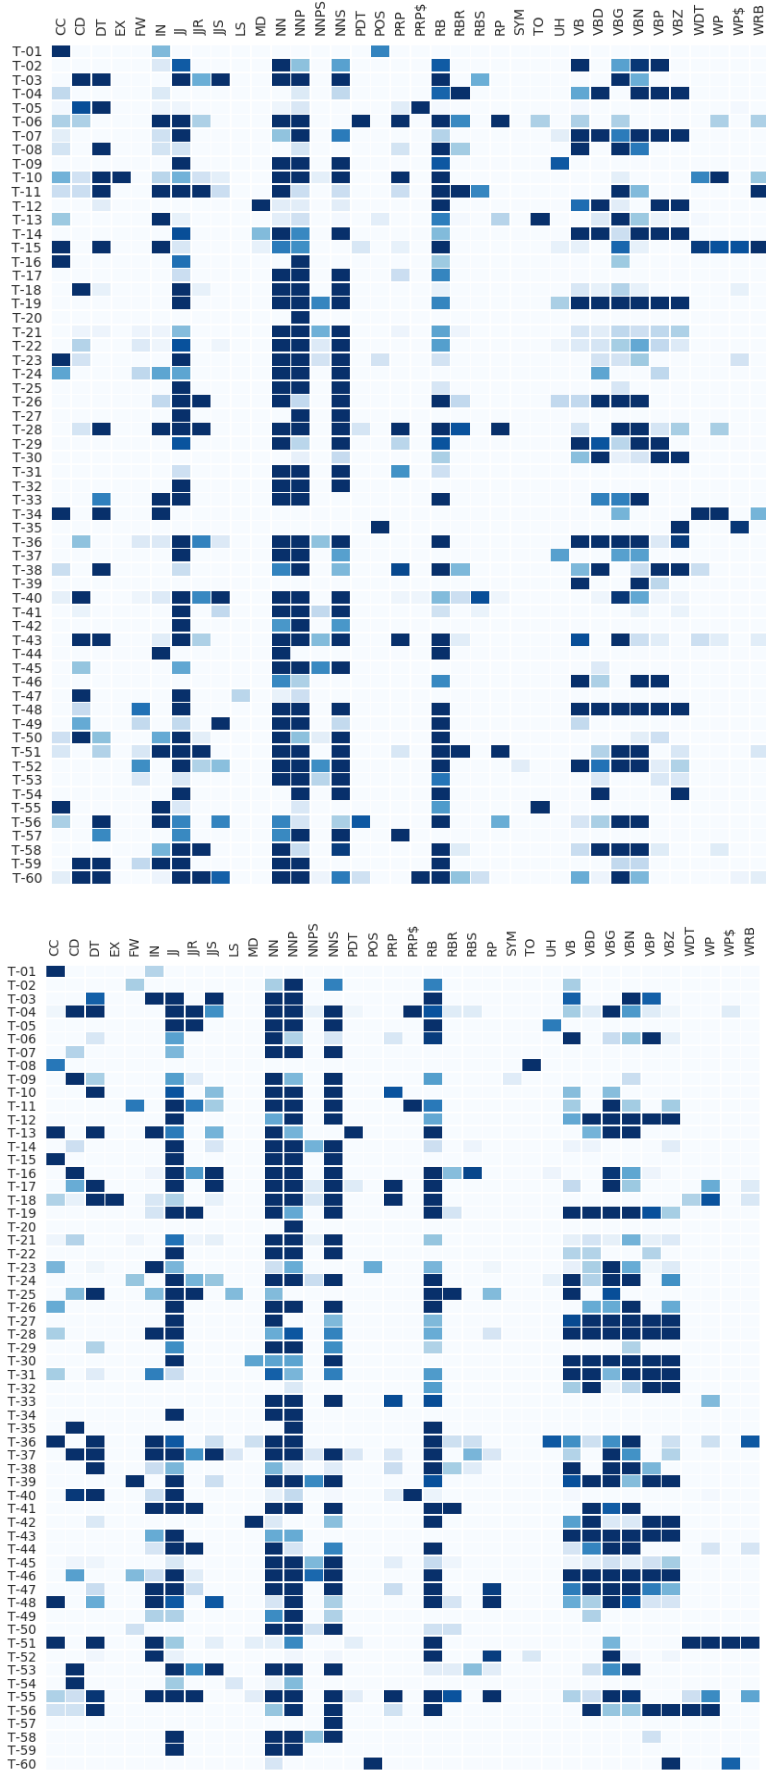 CC CD DT EX FW IN JJ JJR JJS LS MD NN NNP NNPS NNS PDT POS PRP PRP$ RB RBR RBS RP SYM TO UH VB VBD VBG VBN VBP VBZ WDT WP WP$ WRB
T-01
T-02
T-03
T-04
T-05
T-06
T-07
T-08
T-09
T-10
T-11
T-12
T-13
T-14
T-15
T-16
T-17
T-18
T-19
T-20
T-21
T-22
T-23
T-24
T-25
T-26
T-27
T-28
T-29
T-30
T-31
T-32
T-33
T-34
T-35
T-36
T-37
T-38
T-39
T-40
T-41
T-42
T-43
T-44
T-45
T-46
T-47
T-48
T-49
T-50
T-51
T-52
T-53
T-54
T-55
T-56
T-57
T-58
T-59
T-60
CC CD DT EX FW IN JJ JJR JJS LS MD NN NNP NNPS NNS PDT POS PRP PRP$ RB RBR RBS RP SYM TO UH VB VBD VBG VBN VBP VBZ WDT WP WP$ WRB
T-01
T-02
T-03
T-04
T-05
T-06
T-07
T-08
T-09
T-10
T-11
T-12
T-13
T-14
T-15
T-16
T-17
T-18
T-19
T-20
T-21
T-22
T-23
T-24
T-25
T-26
T-27
T-28
T-29
T-30
T-31
T-32
T-33
T-34
T-35
T-36
T-37
T-38
T-39
T-40
T-41
T-42
T-43
T-44
T-45
T-46
T-47
T-48
T-49
T-50
T-51
T-52
T-53
T-54
T-55
T-56
T-57
T-58
T-59
T-60